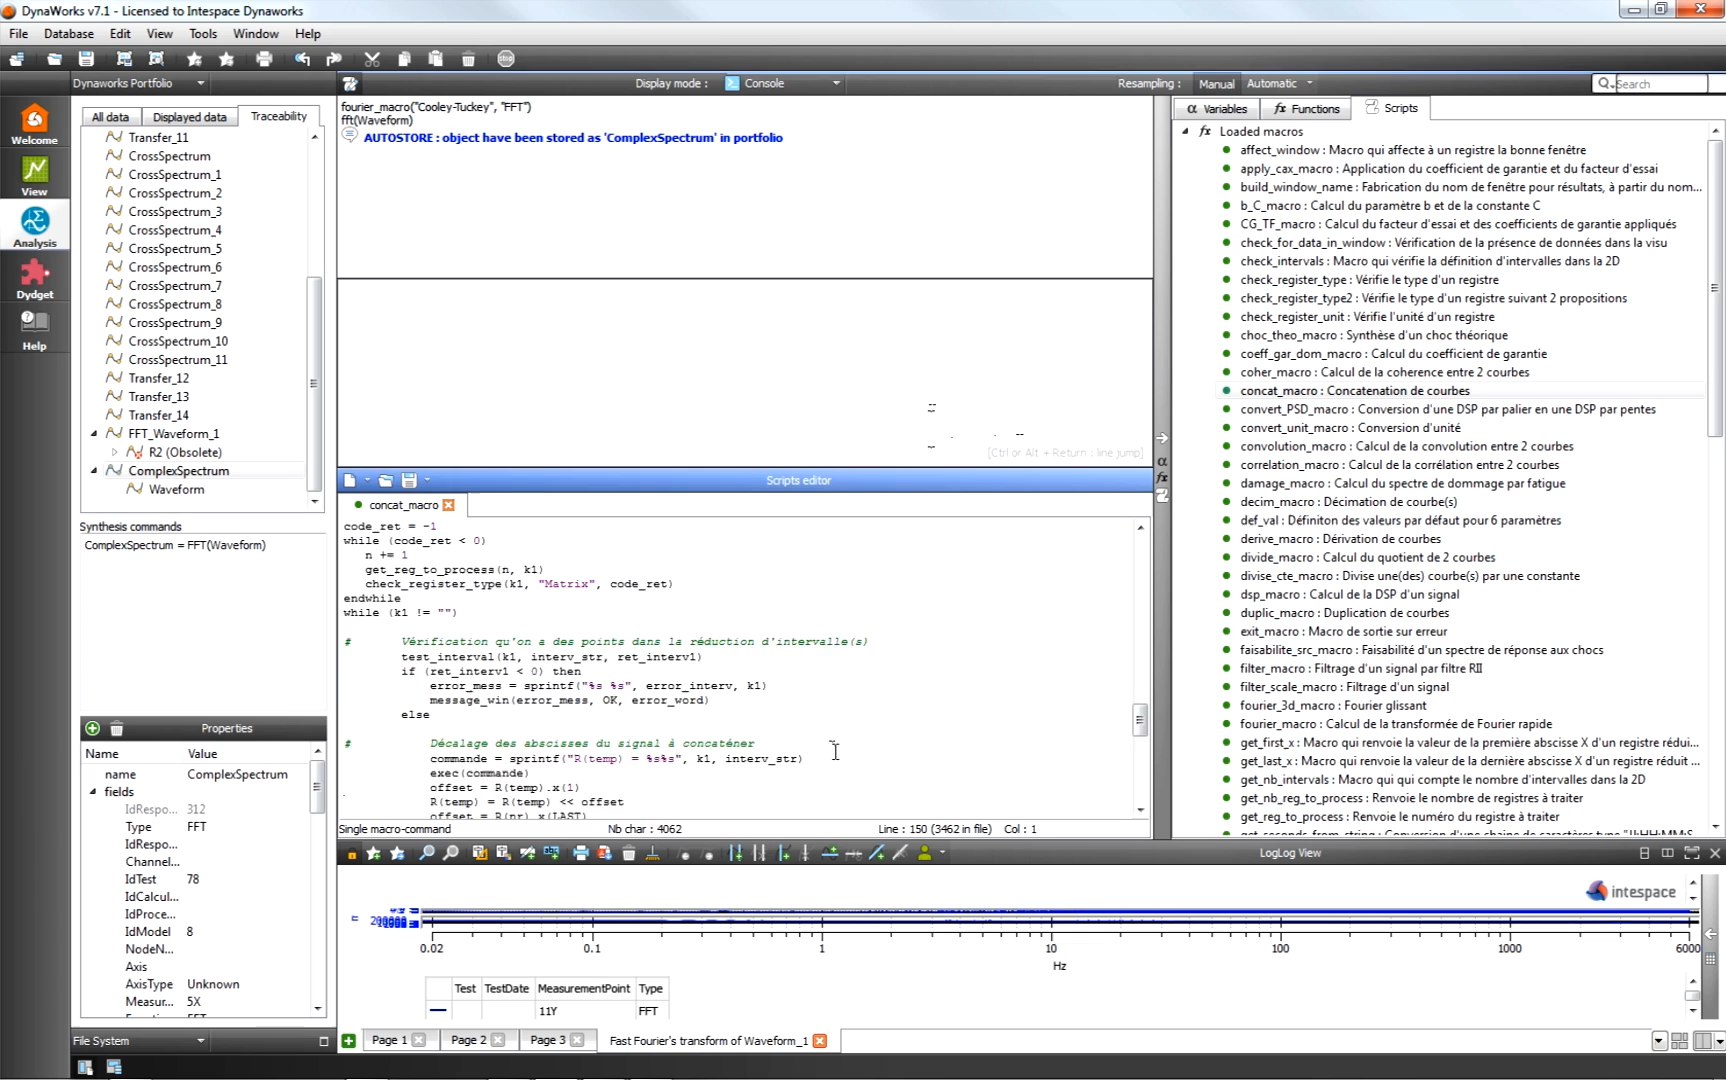 DynaWorks v7.1 - Licensed to Intespace Dynaworks
File Database Edit View Tools Window Help
Dynaworks Portfolio
Display mode : Console
Resampling : Manual Automatic
Search
Welcome
View
Analysis
Dydget
Help
All data Displayed data Traceability
Transfer_11
CrossSpectrum
CrossSpectrum_1
CrossSpectrum_2
CrossSpectrum_3
CrossSpectrum_4
CrossSpectrum_5
CrossSpectrum_6
CrossSpectrum_7
CrossSpectrum_8
CrossSpectrum_9
CrossSpectrum_10
CrossSpectrum_11
Transfer_12
Transfer_13
Transfer_14
FFT_Waveform_1
R2 (Obsolete)
ComplexSpectrum
Waveform
Synthesis commands
ComplexSpectrum = FFT(Waveform)
Properties
Name Value
name ComplexSpectrum
fields
IdRespo... 312
Type FFT
IdRespo...
Channel...
IdTest 78
IdCalcul...
IdProce...
IdModel 8
NodeN...
Axis
AxisType Unknown
Measur... 5X
File System
fourier_macro("Cooley-Tuckey", "FFT")
fft(Waveform)
AUTOSTORE : object have been stored as 'ComplexSpectrum' in portfolio
[Ctrl or Alt + Return : line jump]
Scripts editor
concat_macro
code_ret = -1
while (code_ret < 0)
n += 1
get_reg_to_process(n, k1)
check_register_type(k1, "Matrix", code_ret)
endwhile
while (k1 != "")
# Vérification qu'on a des points dans la réduction d'intervalle(s)
test_interval(k1, interv_str, ret_interv1)
if (ret_interv1 < 0) then
error_mess = sprintf("%s %s", error_interv, k1)
message_win(error_mess, OK, error_word)
else
# Décalage des abscisses du signal à concaténer
commande = sprintf("R(temp) = %s%s", k1, interv_str)
exec(commande)
offset = R(temp).x(1)
R(temp) = R(temp) << offset
offset = R(nr).x(LAST)
Single macro-command Nb char : 4062 Line : 150 (3462 in file) Col : 1
Variables Functions Scripts
Loaded macros
affect_window : Macro qui affecte à un registre la bonne fenêtre
apply_cax_macro : Application du coefficient de garantie et du facteur d'essai
build_window_name : Fabrication du nom de fenêtre pour résultats, à partir du nom...
b_C_macro : Calcul du paramètre b et de la constante C
CG_TF_macro : Calcul du facteur d'essai et des coefficients de garantie appliqués
check_for_data_in_window : Vérification de la présence de données dans la visu
check_intervals : Macro qui vérifie la définition d'intervalles dans la 2D
check_register_type : Vérifie le type d'un registre
check_register_type2 : Vérifie le type d'un registre suivant 2 propositions
check_register_unit : Vérifie l'unité d'un registre
choc_theo_macro : Synthèse d'un choc théorique
coeff_gar_dom_macro : Calcul du coefficient de garantie
coher_macro : Calcul de la coherence entre 2 courbes
concat_macro : Concatenation de courbes
convert_PSD_macro : Conversion d'une DSP par palier en une DSP par pentes
convert_unit_macro : Conversion d'unité
convolution_macro : Calcul de la convolution entre 2 courbes
correlation_macro : Calcul de la corrélation entre 2 courbes
damage_macro : Calcul du spectre de dommage par fatigue
decim_macro : Décimation de courbe(s)
def_val : Définiton des valeurs par défaut pour 6 paramètres
derive_macro : Dérivation de courbes
divide_macro : Calcul du quotient de 2 courbes
divise_cte_macro : Divise une(des) courbe(s) par une constante
dsp_macro : Calcul de la DSP d'un signal
duplic_macro : Duplication de courbes
exit_macro : Macro de sortie sur erreur
faisabilite_src_macro : Faisabilité d'un spectre de réponse aux chocs
filter_macro : Filtrage d'un signal par filtre RII
filter_scale_macro : Filtrage d'un signal
fourier_3d_macro : Fourier glissant
fourier_macro : Calcul de la transformée de Fourier rapide
get_first_x : Macro qui renvoie la valeur de la première abscisse X d'un registre rédui...
get_last_x : Macro qui renvoie la valeur de la dernière abscisse X d'un registre réduit ...
get_nb_intervals : Macro qui qui compte le nombre d'intervalles dans la 2D
get_nb_reg_to_process : Renvoie le nombre de registres à traiter
get_reg_to_process : Renvoie le numéro du registre à traiter
LogLog View
intespace
0.02 0.1 1 10 100 1000 6000
Hz
Test TestDate MeasurementPoint Type
11Y FFT
Page 1 Page 2 Page 3 Fast Fourier's transform of Waveform_1